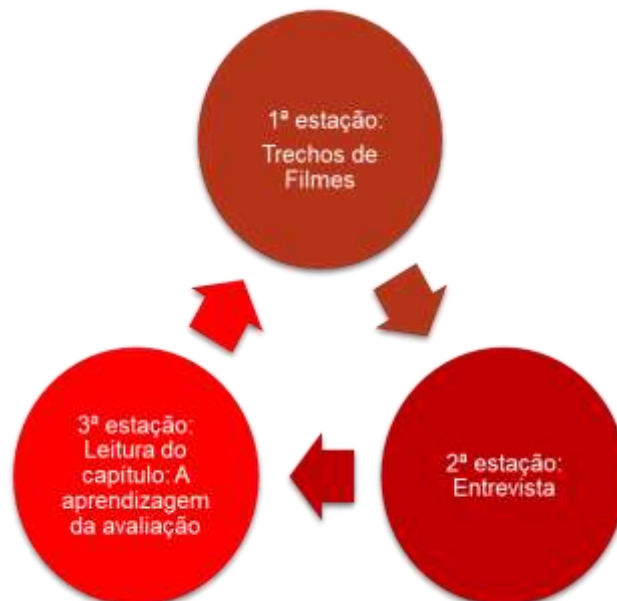 1ª estação:
Trechos de
Filmes
2ª estação:
Entrevista
3ª estação:
Leitura do
capítulo: A
aprendizagem
da avaliação